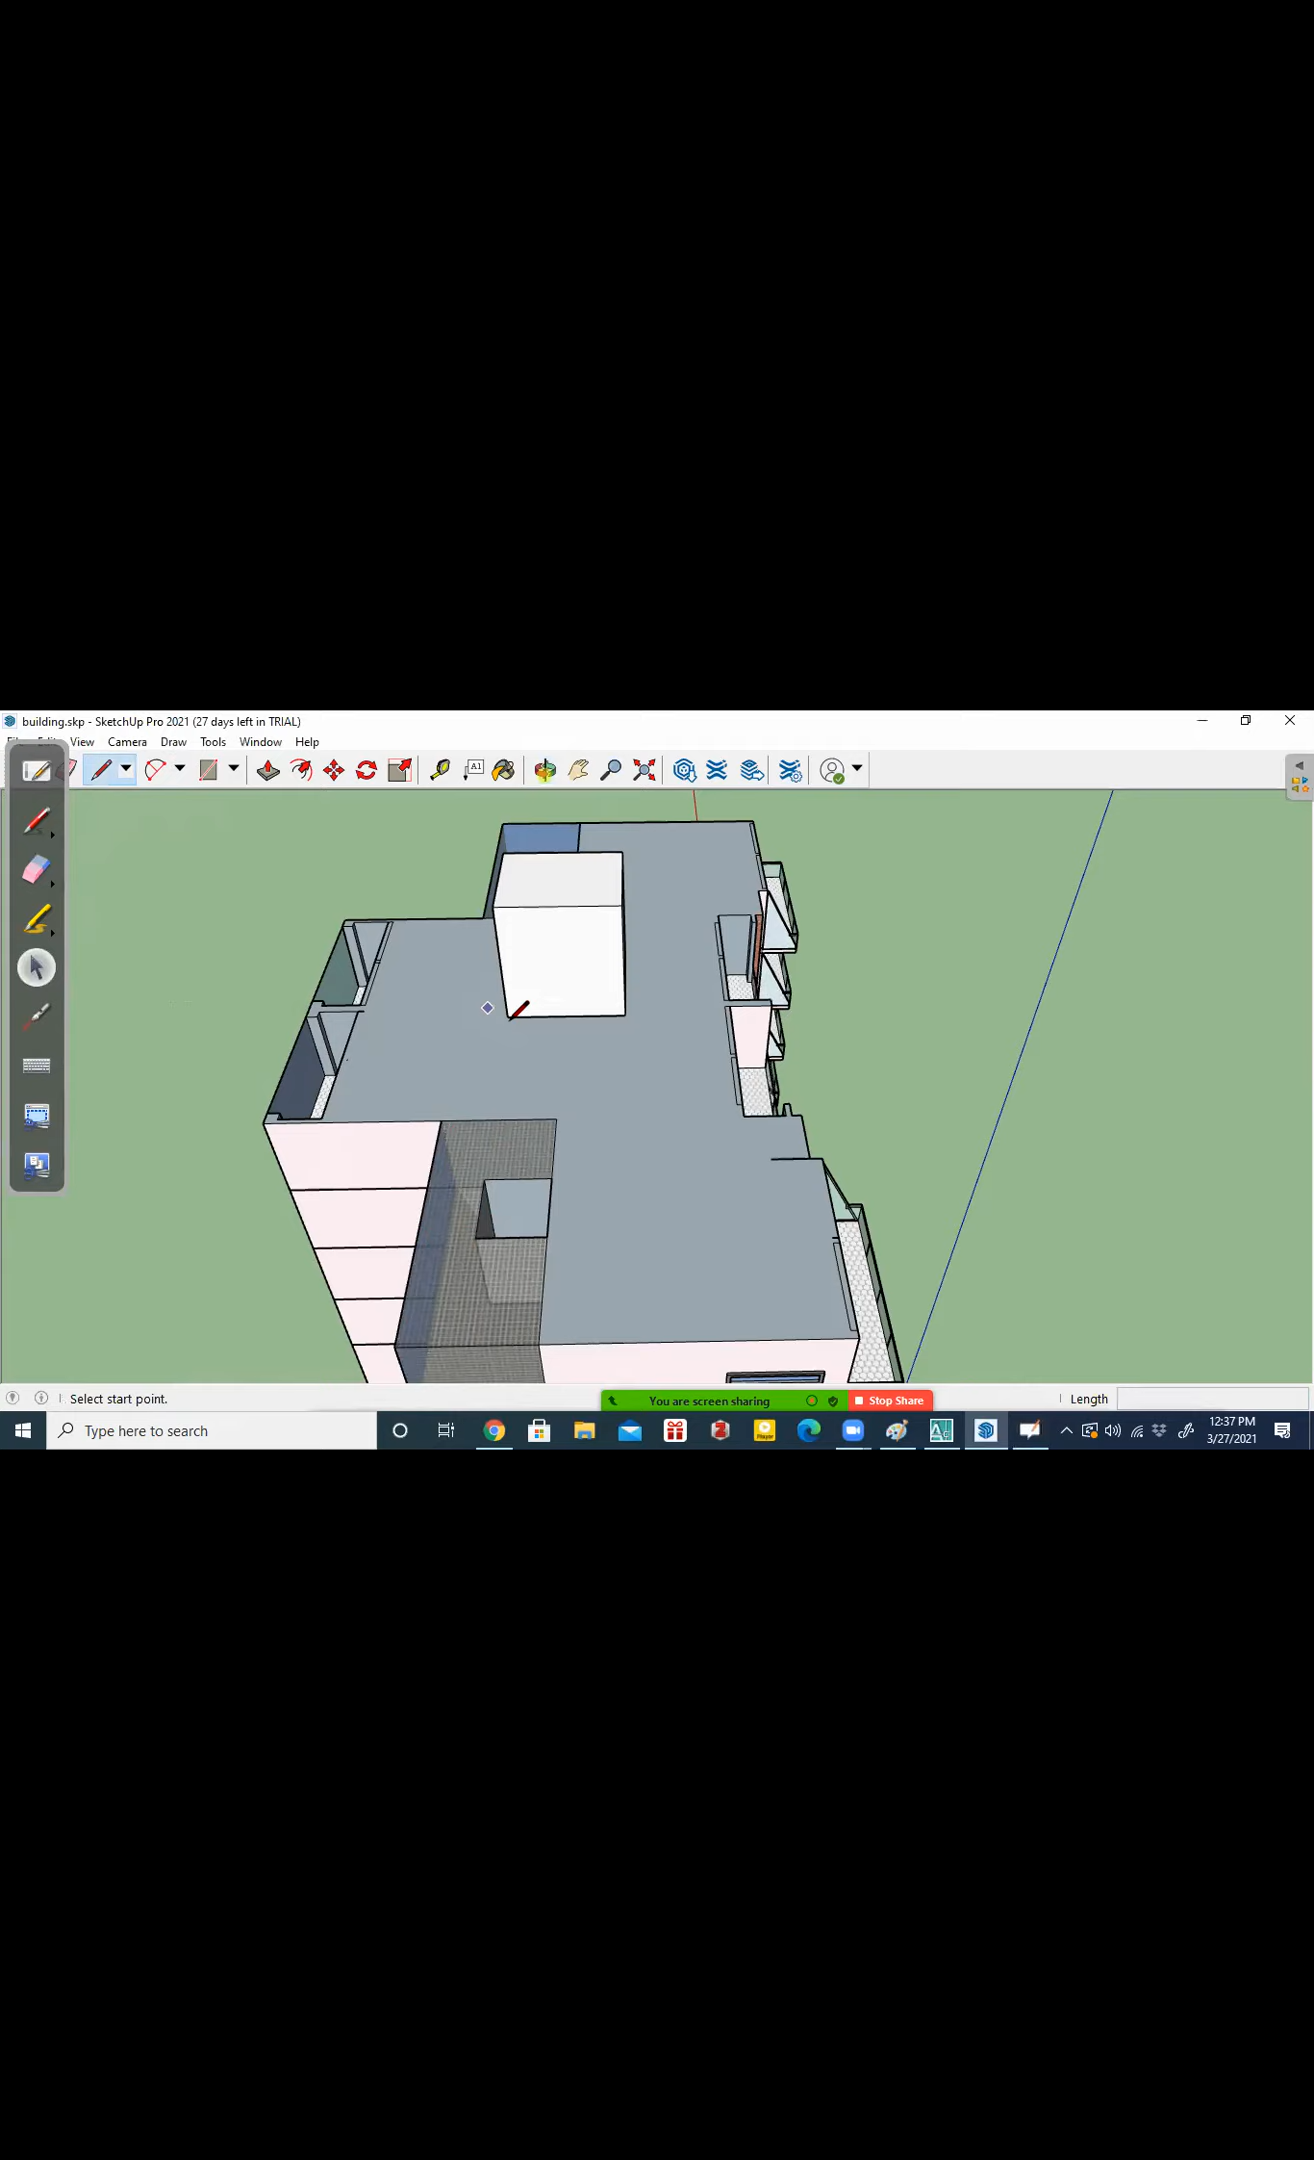 building.skp - SketchUp Pro 2021 (27 days left in TRIAL)
View Camera Draw Tools Window Help
A1
Select start point.
You are screen sharing
Stop Share
Length
Type here to search
12:37 PM
3/27/2021